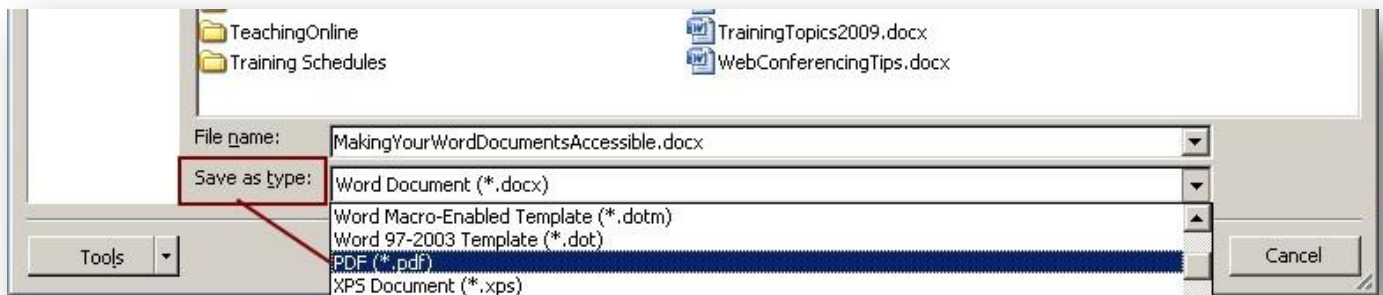 TeachingOnline
Training Schedules
TrainingTopics2009.docx
WebConferencingTips.docx
File name: MakingYourWordDocumentsAccessible.docx
Save as type: Word Document (*.docx)
Word Macro-Enabled Template (*.dotm)
Word 97-2003 Template (*.dot)
PDF (*.pdf)
XPS Document (*.xps)
Tools
Cancel